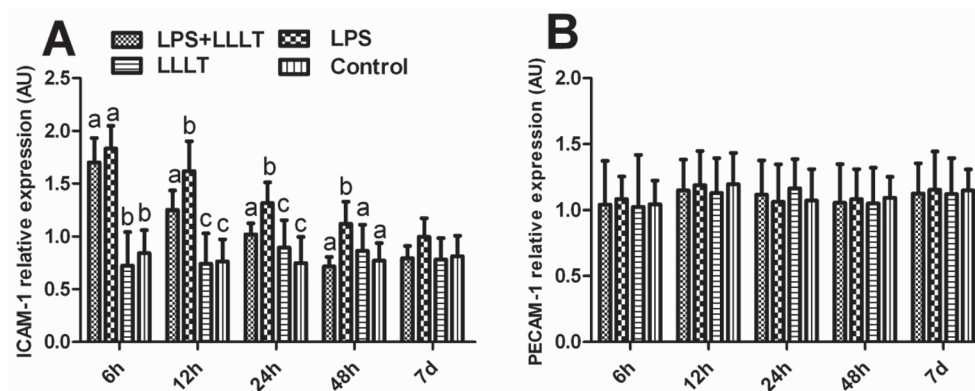 A
LPS+LLLT LPS
LLLT Control
ICAM-1 relative expression (AU)
2.5
2.0
1.5
1.0
0.5
0.0
a a b b
a b c c
a b c c
a b a a
6h 12h 24h 48h 7d
B
PECAM-1 relative expression (AU)
2.0
1.5
1.0
0.5
0.0
6h 12h 24h 48h 7d